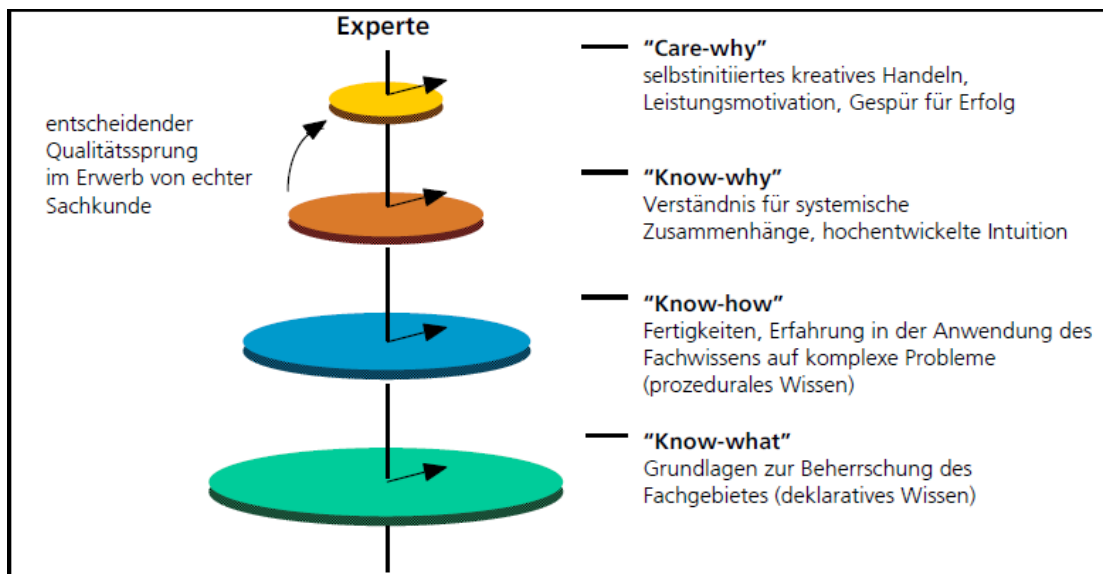 Experte
entscheidender
Qualitätssprung
im Erwerb von echter
Sachkunde
“Care-why”
selbstinitiiertes kreatives Handeln,
Leistungsmotivation, Gespür für Erfolg
“Know-why”
Verständnis für systemische
Zusammenhänge, hochentwickelte Intuition
“Know-how”
Fertigkeiten, Erfahrung in der Anwendung des
Fachwissens auf komplexe Probleme
(prozedurales Wissen)
“Know-what”
Grundlagen zur Beherrschung des
Fachgebietes (deklaratives Wissen)